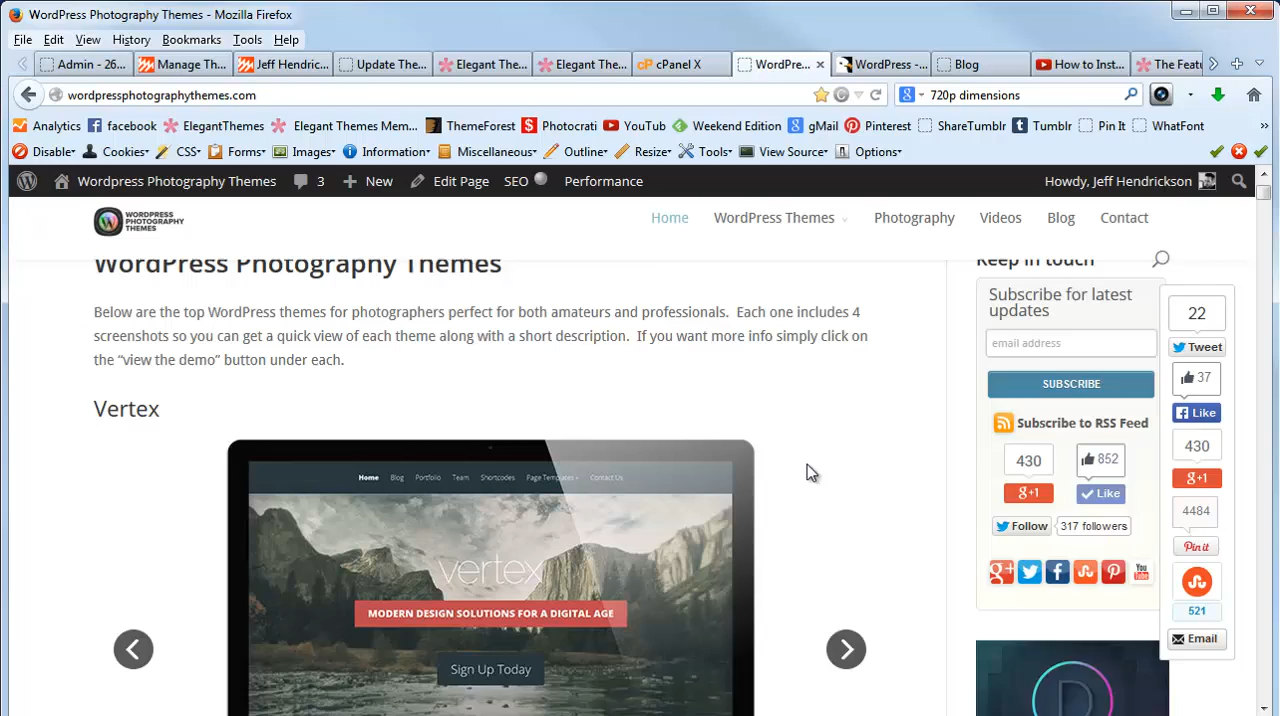 WordPress Photography Themes - Mozilla Firefox
File Edit View History Bookmarks Tools Help
Admin - 26... Manage Th... Jeff Hendric... Update The... Elegant The... Elegant The... cPanel X WordPre... WordPress -... Blog How to Inst... The Featu
wordpressphotographythemes.com 720p dimensions
Analytics facebook ElegantThemes Elegant Themes Mem... ThemeForest Photocrati YouTube Weekend Edition gMail Pinterest ShareTumblr Tumblr Pin It WhatFont
Disable Cookies CSS Forms Images Information Miscellaneous Outline Resize Tools View Source Options
Wordpress Photography Themes 3 New Edit Page SEO Performance Howdy, Jeff Hendrickson
WORDPRESS
PHOTOGRAPHY
THEMES
Home WordPress Themes Photography Videos Blog Contact
WordPress Photography Themes
Below are the top WordPress themes for photographers perfect for both amateurs and professionals. Each one includes 4
screenshots so you can get a quick view of each theme along with a short description. If you want more info simply click on
the “view the demo” button under each.
Vertex
Home Blog Portfolio Team Shortcodes Page Templates Contact Us
vertex
MODERN DESIGN SOLUTIONS FOR A DIGITAL AGE
Sign Up Today
Keep in touch
Subscribe for latest
updates
email address
SUBSCRIBE
Subscribe to RSS Feed
430 852
g+1 Like
Follow 317 followers
You
Tube
22
Tweet
37
Like
430
g+1
4484
Pin it
521
Email